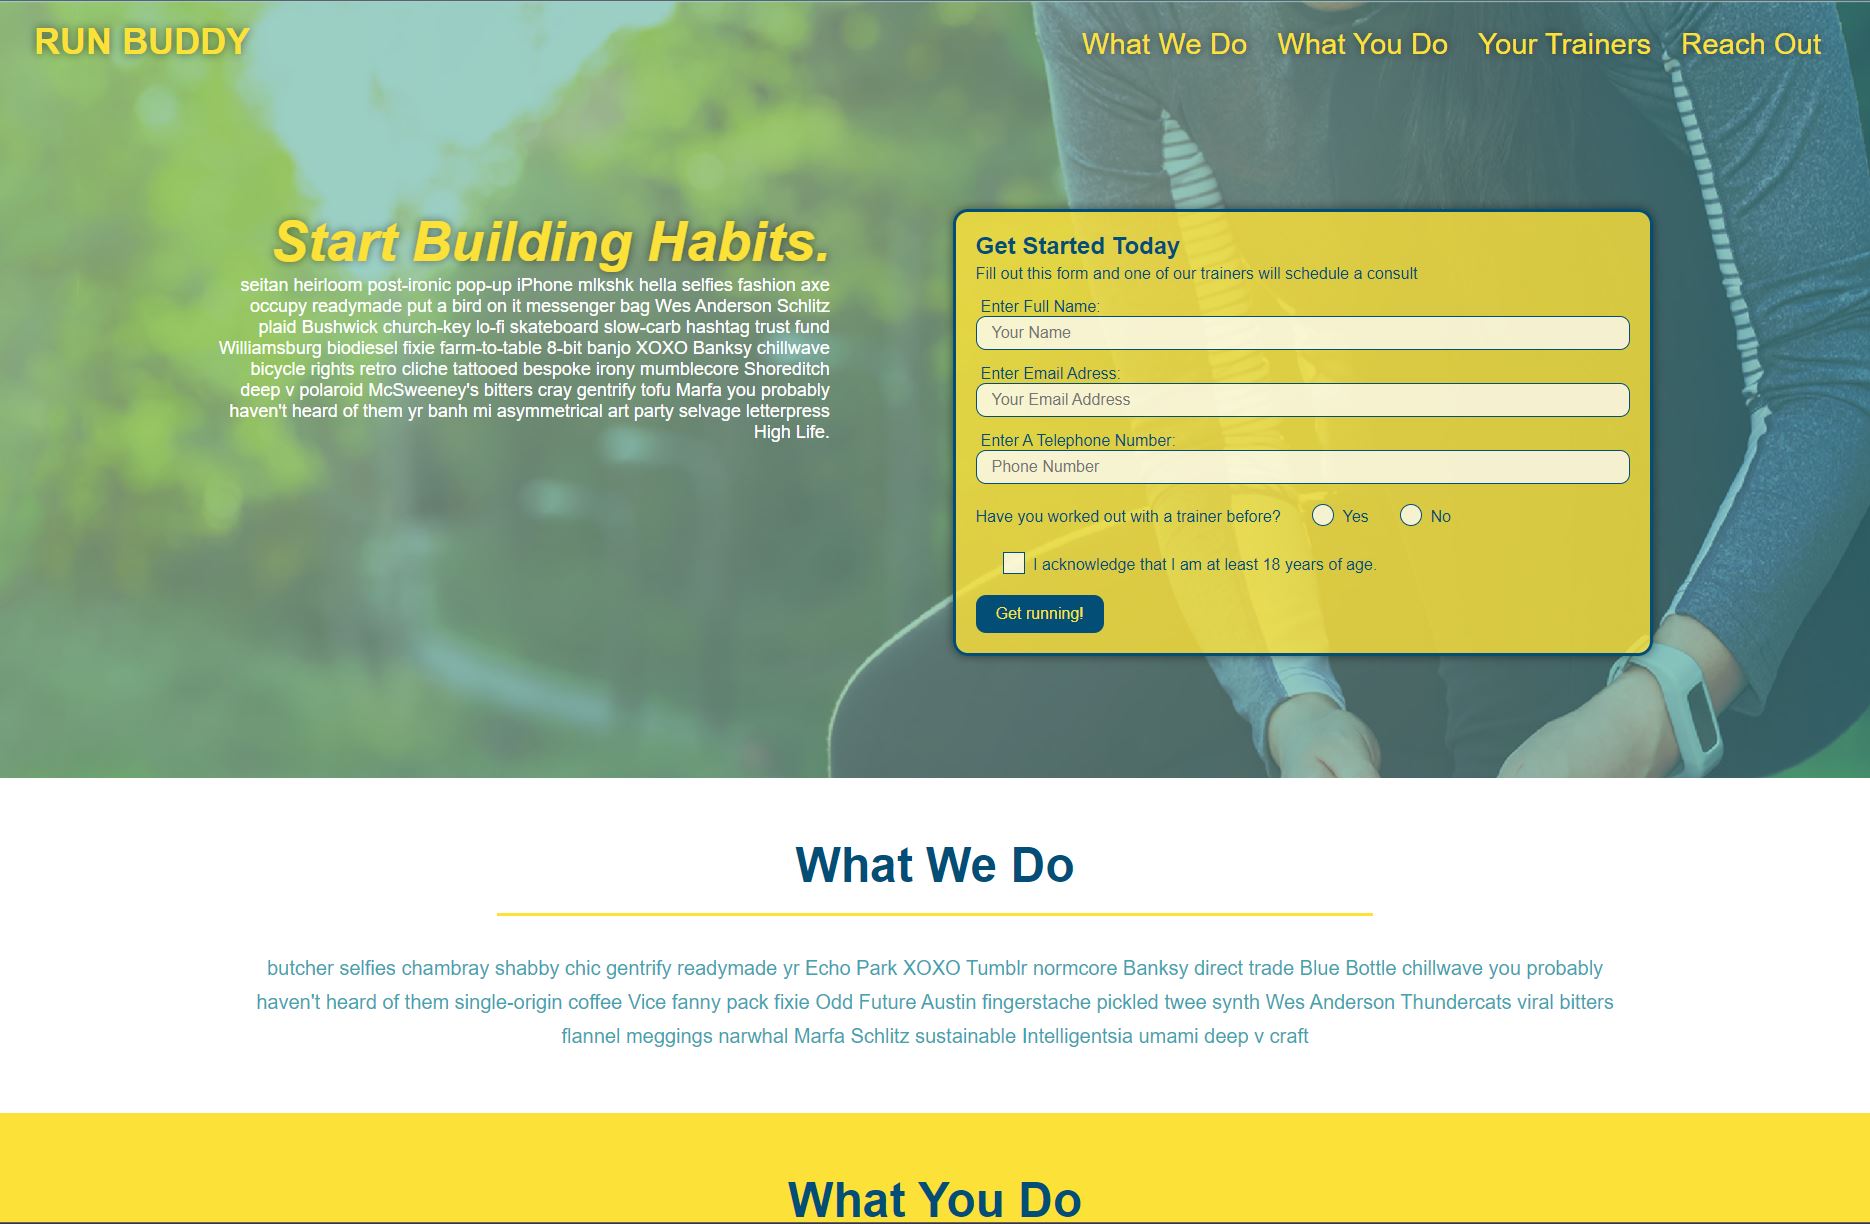 RUN BUDDY
What We Do What You Do Your Trainers Reach Out
Start Building Habits.
seitan heirloom post-ironic pop-up iPhone mlkshk hella selfies fashion axe
occupy readymade put a bird on it messenger bag Wes Anderson Schlitz
plaid Bushwick church-key lo-fi skateboard slow-carb hashtag trust fund
Williamsburg biodiesel fixie farm-to-table 8-bit banjo XOXO Banksy chillwave
bicycle rights retro cliche tattooed bespoke irony mumblecore Shoreditch
deep v polaroid McSweeney's bitters cray gentrify tofu Marfa you probably
haven't heard of them yr banh mi asymmetrical art party selvage letterpress
High Life.
Get Started Today
Fill out this form and one of our trainers will schedule a consult
Enter Full Name:
Your Name
Enter Email Adress:
Your Email Address
Enter A Telephone Number:
Phone Number
Have you worked out with a trainer before? Yes No
I acknowledge that I am at least 18 years of age.
Get running!
What We Do
butcher selfies chambray shabby chic gentrify readymade yr Echo Park XOXO Tumblr normcore Banksy direct trade Blue Bottle chillwave you probably
haven't heard of them single-origin coffee Vice fanny pack fixie Odd Future Austin fingerstache pickled twee synth Wes Anderson Thundercats viral bitters
flannel meggings narwhal Marfa Schlitz sustainable Intelligentsia umami deep v craft
What You Do